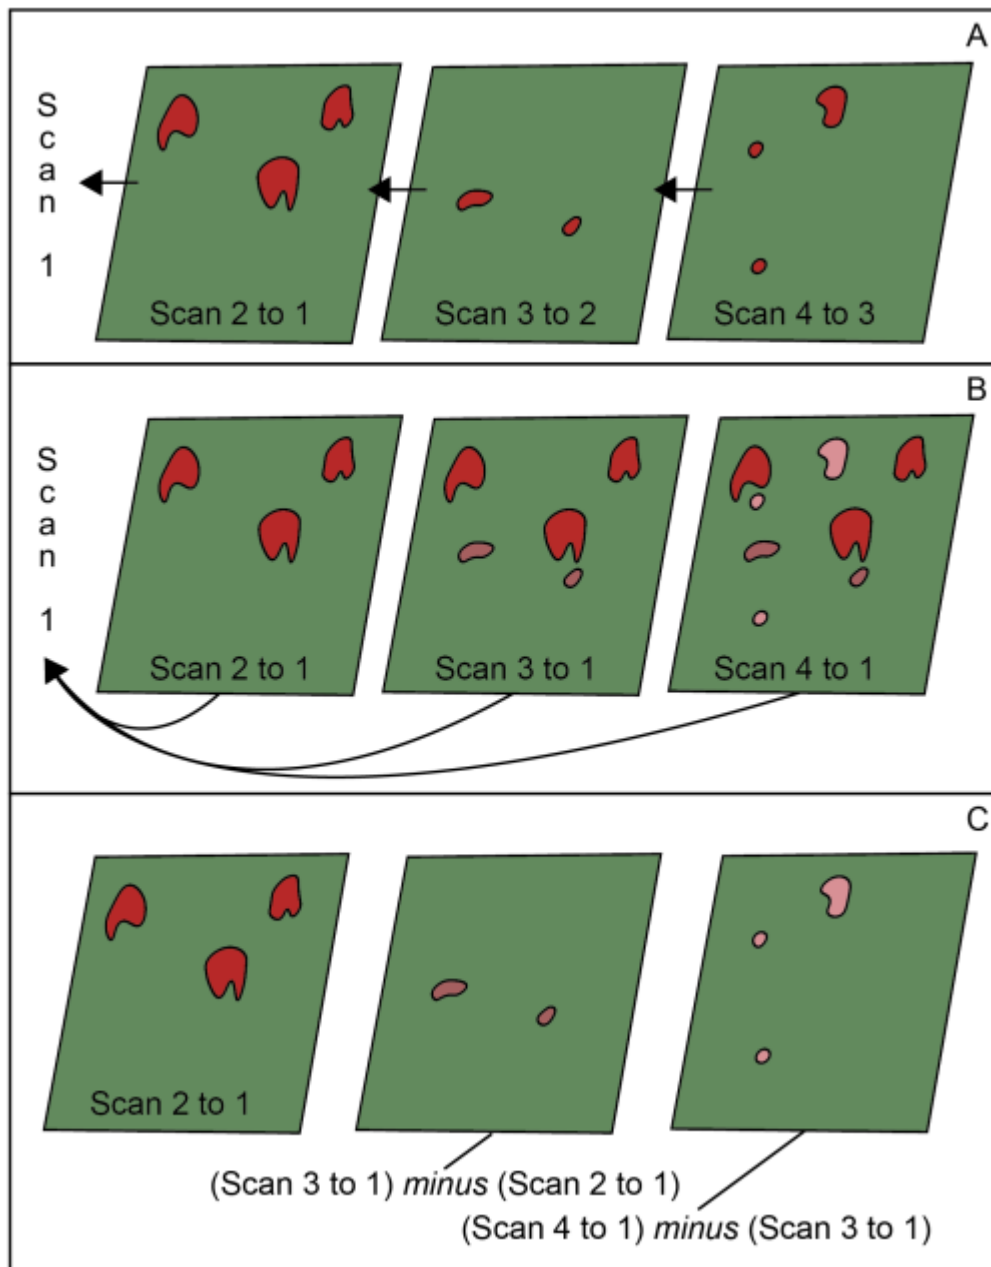 A
Scan 1
Scan 2 to 1
Scan 3 to 2
Scan 4 to 3
B
Scan 1
Scan 2 to 1
Scan 3 to 1
Scan 4 to 1
C
Scan 2 to 1
(Scan 3 to 1) minus (Scan 2 to 1)
(Scan 4 to 1) minus (Scan 3 to 1)